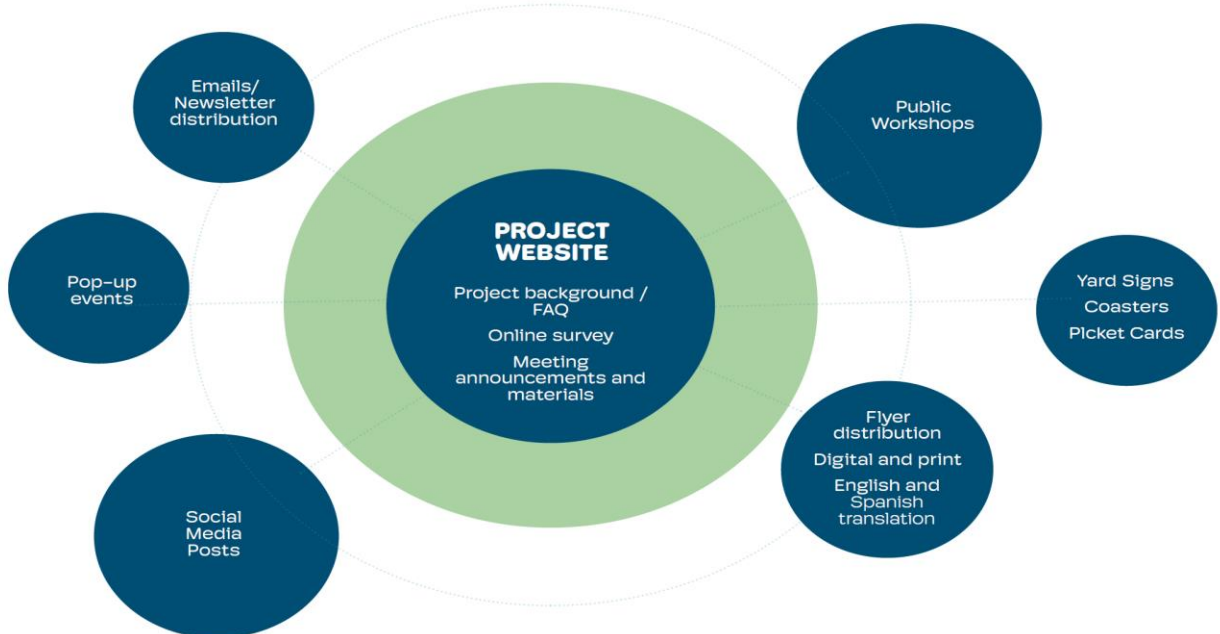 Emails/
Newsletter
distribution
Public
Workshops
Pop-up
events
PROJECT
WEBSITE
Project background /
FAQ
Online survey
Meeting
announcements and
materials
Yard Signs
Coasters
PIcket Cards
Social
Media
Posts
Flyer
distribution
Digital and print
English and
Spanish
translation